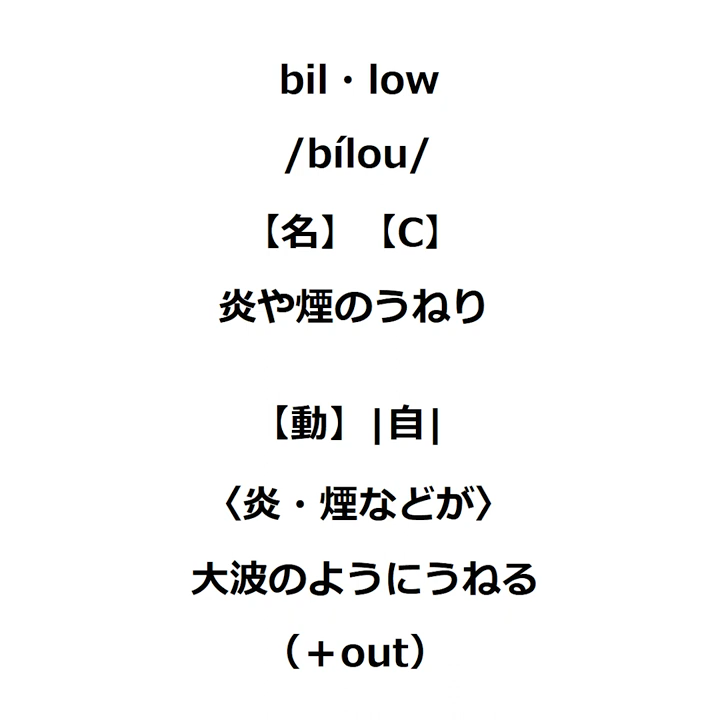 bil・low
/bílou/
【名】【C】
炎や煙のうねり
【動】|自|
〈炎・煙などが〉
大波のようにうねる
（＋out）